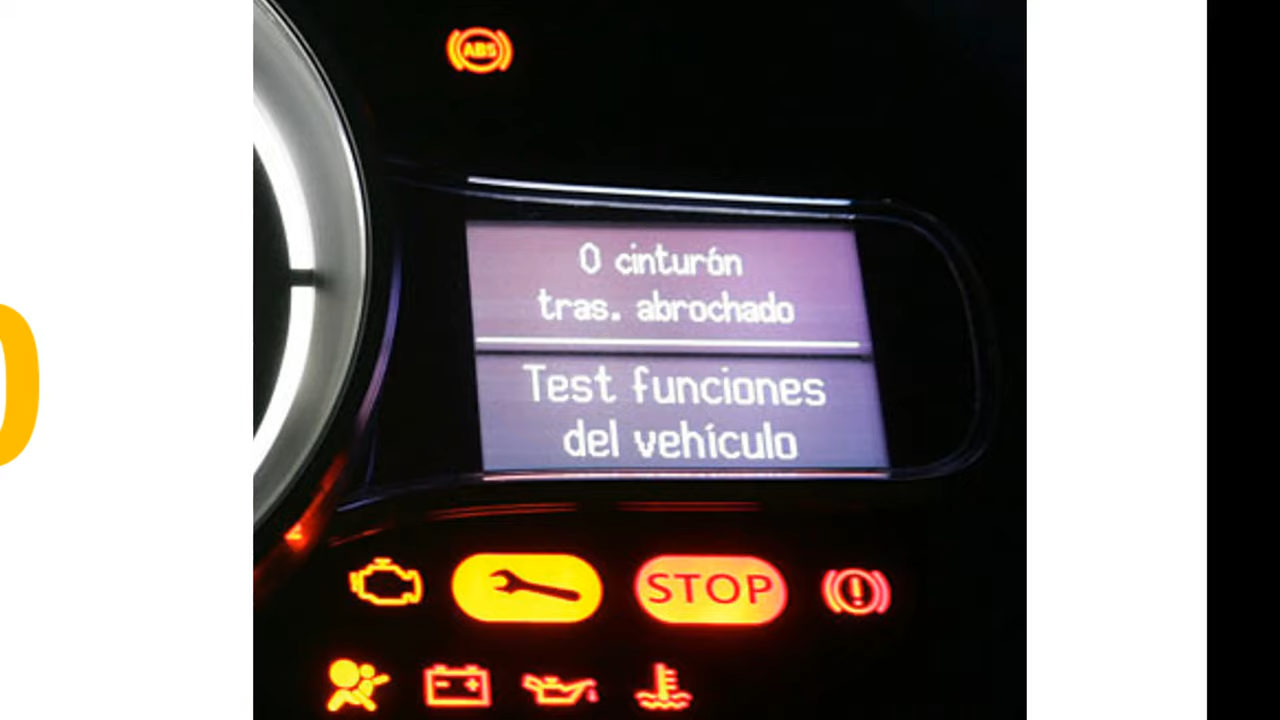 ABS
0 cinturón
tras. abrochado
Test funciones
del vehículo
STOP